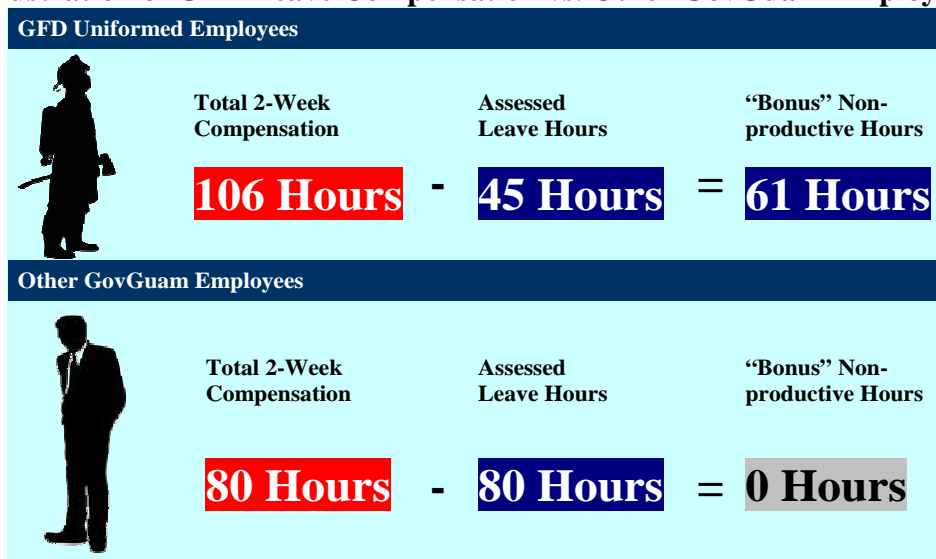 GFD Uniformed Employees
Total 2-Week Assessed “Bonus” Non-
Compensation Leave Hours productive Hours
106 Hours - 45 Hours = 61 Hours
Other GovGuam Employees
Total 2-Week Assessed “Bonus” Non-
Compensation Leave Hours productive Hours
80 Hours - 80 Hours = 0 Hours